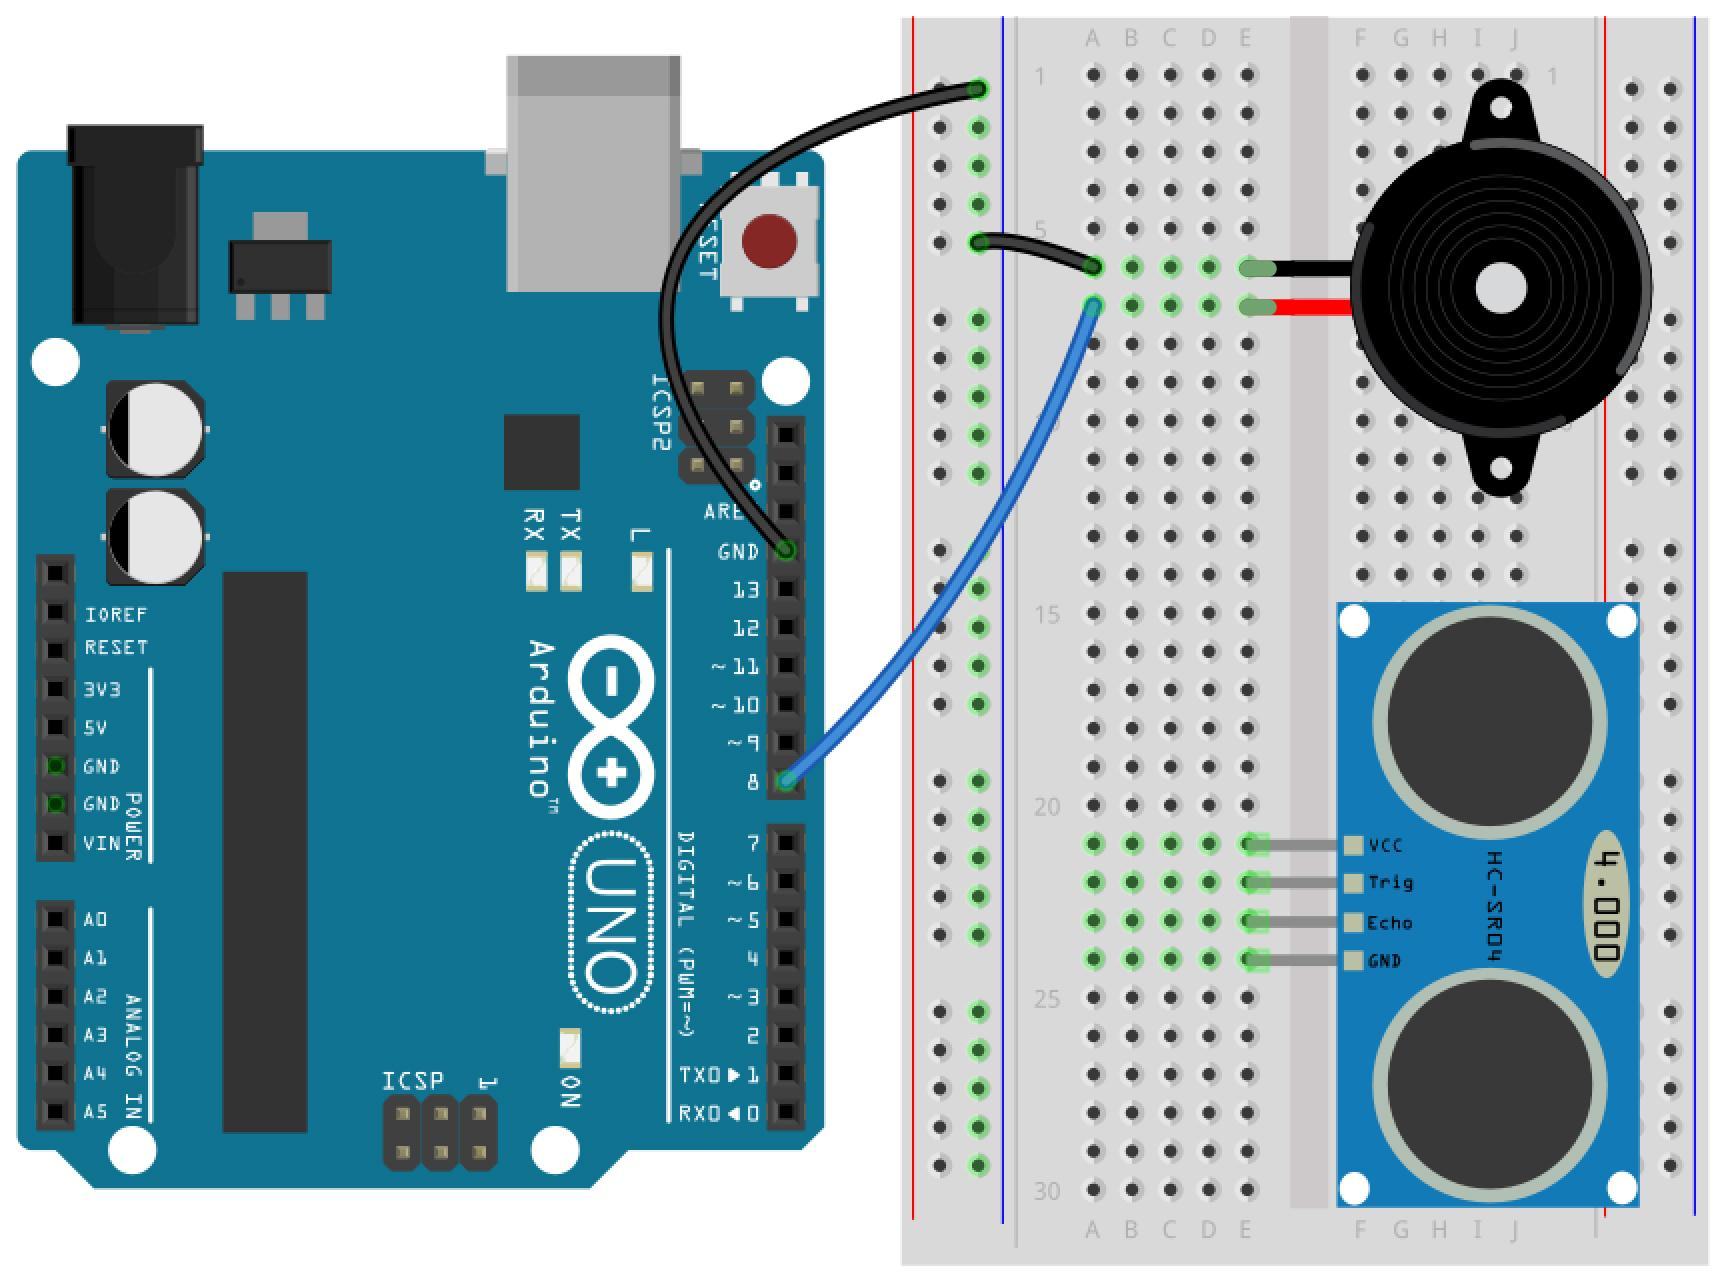 A B C D E F G H I J
1 1
5
15
20
25
30
A B C D E F G H I J
RESET
ICSP2
AREF
GND
13
12
~11
~10
~9
8
7
~6
~5
4
~3
2
TX0▶1
RX0◀0
DIGITAL (PWM=~)
RX
TX
L
Arduino™
UNO
ON
ICSP
1
IOREF
RESET
3V3
5V
GND
GND
VIN
POWER
A0
A1
A2
A3
A4
A5
ANALOG IN
VCC
Trig
Echo
GND
HC-SR04
4.000